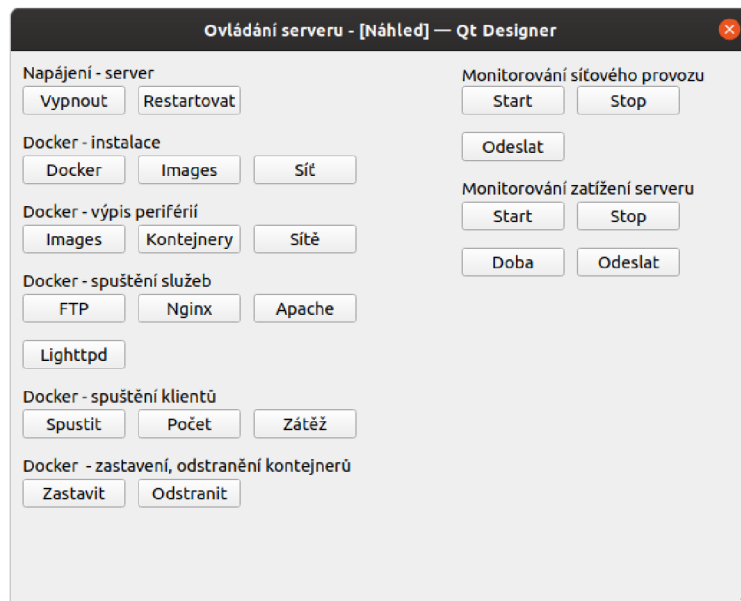 Ovládání serveru - [Náhled] — Qt Designer
Napájení - server
Vypnout Restartovat
Docker - instalace
Docker Images Síť
Docker - výpis periférií
Images Kontejnery Sítě
Docker - spuštění služeb
FTP Nginx Apache
Lighttpd
Docker - spuštění klientů
Spustit Počet Zátěž
Docker - zastavení, odstranění kontejnerů
Zastavit Odstranit
Monitorování síťového provozu
Start Stop
Odeslat
Monitorování zatížení serveru
Start Stop
Doba Odeslat